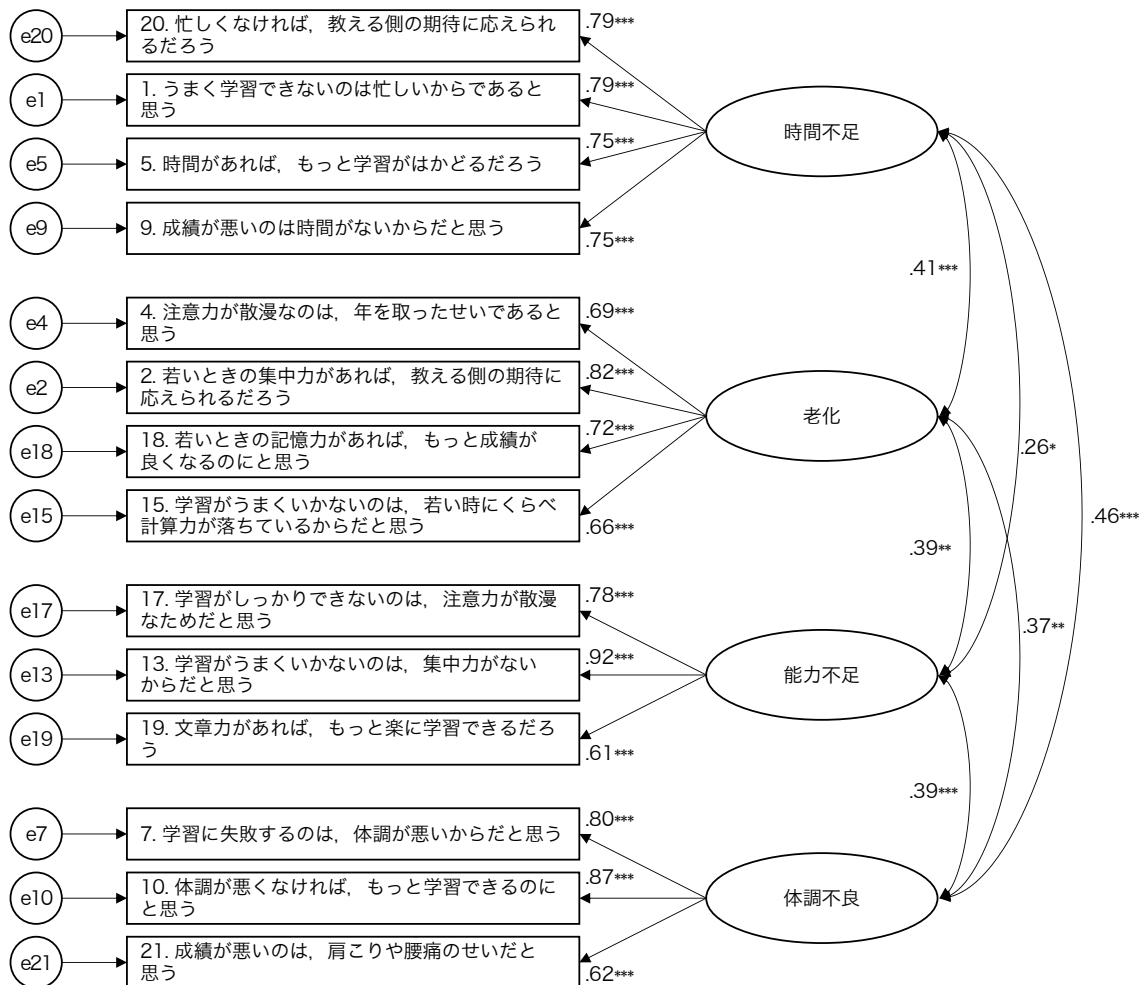 e20
20. 忙しくなければ，教える側の期待に応えられ
るだろう
.79***
e1
1. うまく学習できないのは忙しいからであると
思う
.79***
e5
5. 時間があれば，もっと学習がはかどるだろう
.75***
e9
9. 成績が悪いのは時間がないからだと思う
.75***
時間不足
.41***
e4
4. 注意力が散漫なのは，年を取ったせいであると
思う
.69***
e2
2. 若いときの集中力があれば，教える側の期待に
応えられるだろう
.82***
e18
18. 若いときの記憶力があれば，もっと成績が
良くなるのにと思う
.72***
e15
15. 学習がうまくいかないのは，若い時にくらべ
計算力が落ちているからだと思う
.66***
老化
.26*
.46***
.39**
e17
17. 学習がしっかりできないのは，注意力が散漫
なためだと思う
.78***
e13
13. 学習がうまくいかないのは，集中力がない
からだと思う
.92***
e19
19. 文章力があれば，もっと楽に学習できるだろ
う
.61***
能力不足
.37**
.39***
e7
7. 学習に失敗するのは，体調が悪いからだと思う
.80***
e10
10. 体調が悪くなければ，もっと学習できるのに
と思う
.87***
e21
21. 成績が悪いのは，肩こりや腰痛のせいだと
思う
.62***
体調不良